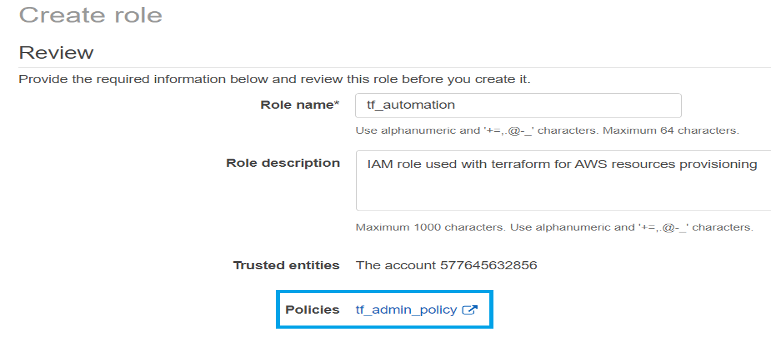 Create role
Review
Provide the required information below and review this role before you create it.
Role name* tf_automation
Use alphanumeric and '+=,.@-_' characters. Maximum 64 characters.
Role description IAM role used with terraform for AWS resources provisioning
Maximum 1000 characters. Use alphanumeric and '+=,.@-_' characters.
Trusted entities The account 577645632856
Policies tf_admin_policy